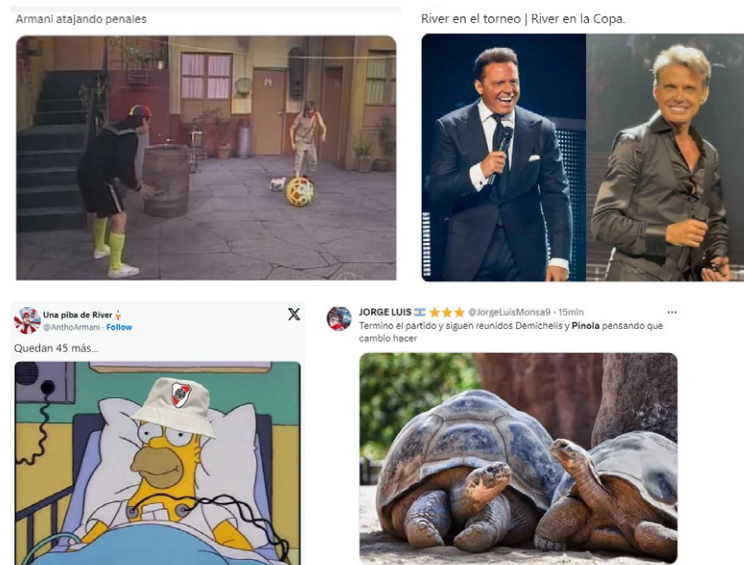 Armani atajando penales
River en el torneo | River en la Copa.
Una piba de River
@AnthoArmani · Follow
Quedan 45 más...
JORGE LUIS @JorgeLuisMonsa9 · 15min
Termino el partido y siguen reunidos Demichelis y Pinola pensando que
cambio hacer